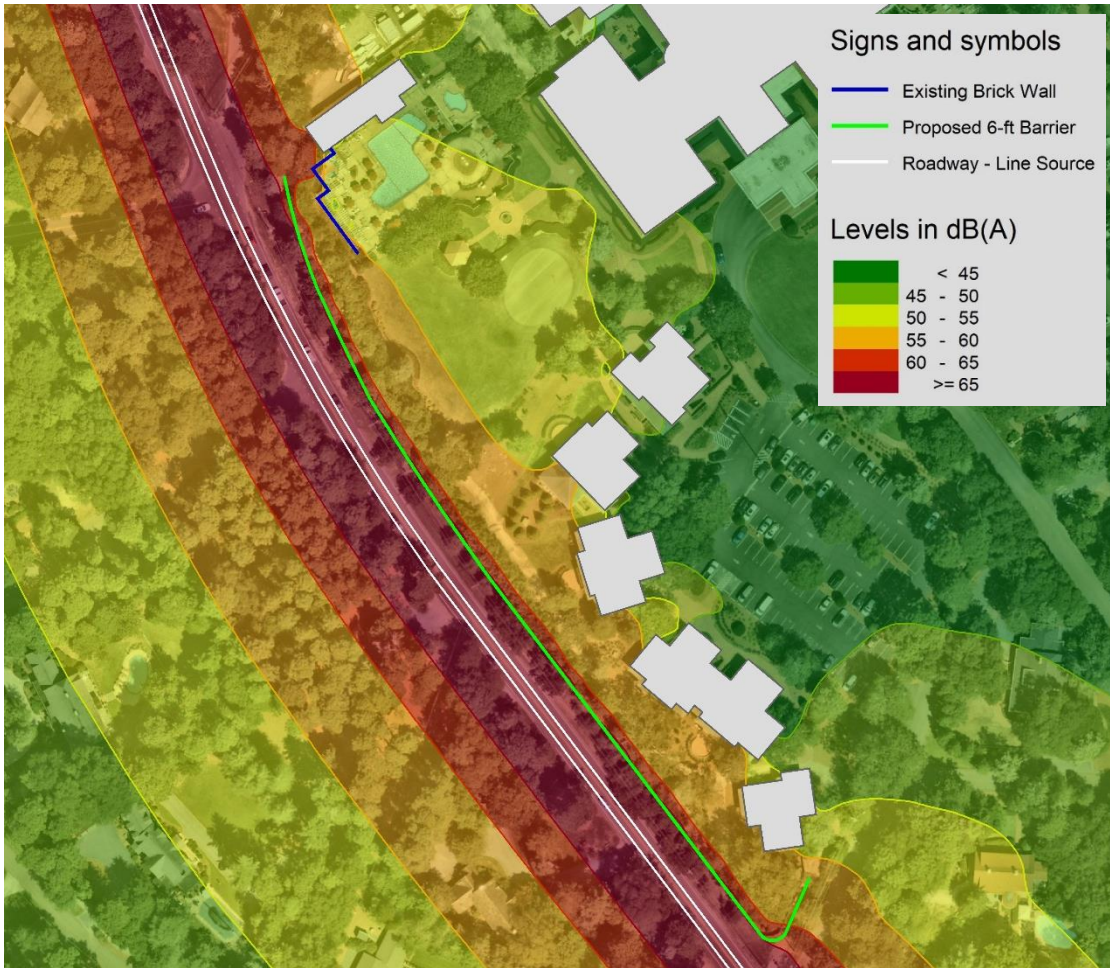 Signs and symbols
Existing Brick Wall
Proposed 6-ft Barrier
Roadway - Line Source
Levels in dB(A)
< 45
45 - 50
50 - 55
55 - 60
60 - 65
>= 65